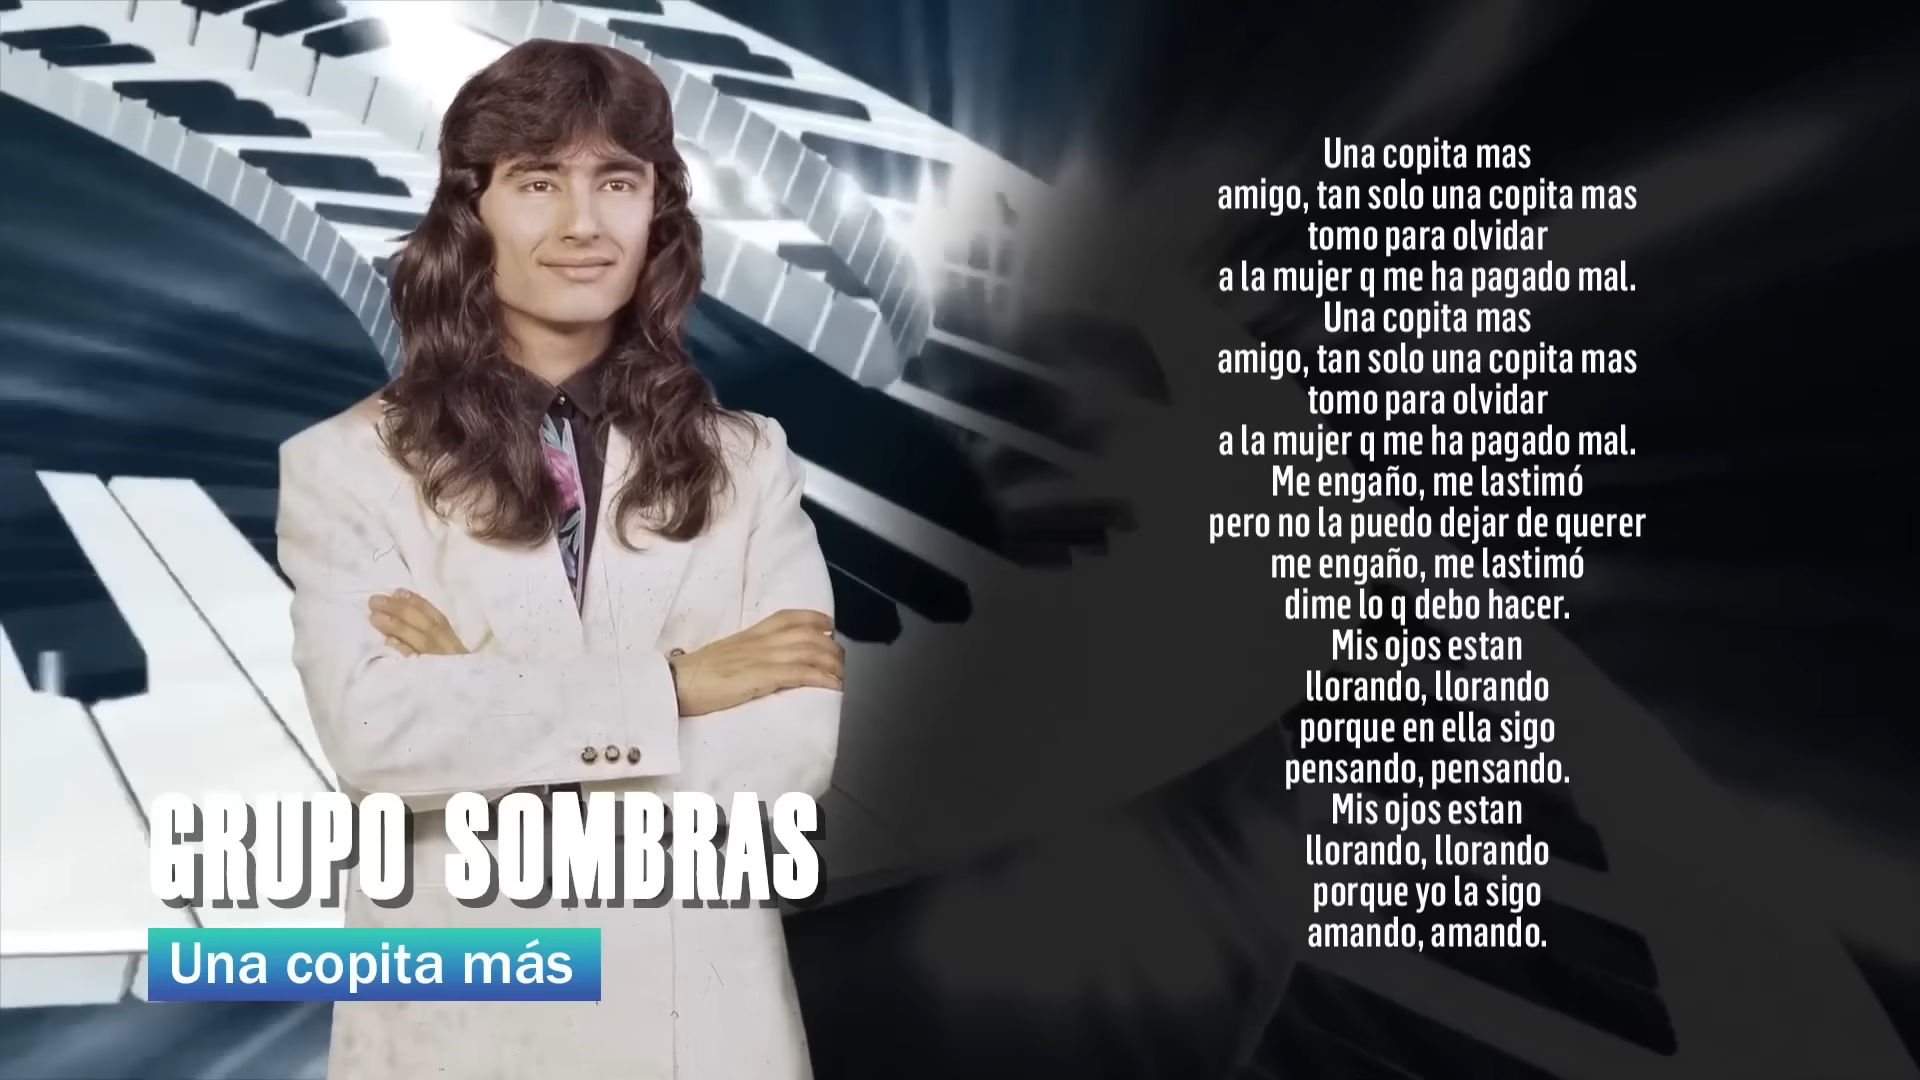 Una copita mas
amigo, tan solo una copita mas
tomo para olvidar
a la mujer q me ha pagado mal.
Una copita mas
amigo, tan solo una copita mas
tomo para olvidar
a la mujer q me ha pagado mal.
Me engaño, me lastimó
pero no la puedo dejar de querer
me engaño, me lastimó
dime lo q debo hacer.
Mis ojos estan
llorando, llorando
porque en ella sigo
pensando, pensando.
Mis ojos estan
llorando, llorando
porque yo la sigo
amando, amando.
GRUPO SOMBRAS
Una copita más